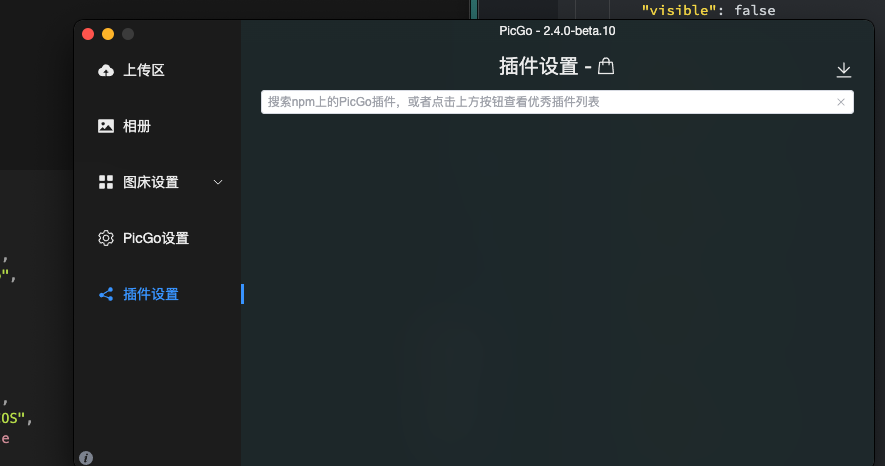 "visible": false
PicGo - 2.4.0-beta.10
上传区
插件设置 -
搜索npm上的PicGo插件，或者点击上方按钮查看优秀插件列表
相册
图床设置
PicGo设置
插件设置
,
",
,
COS",
e